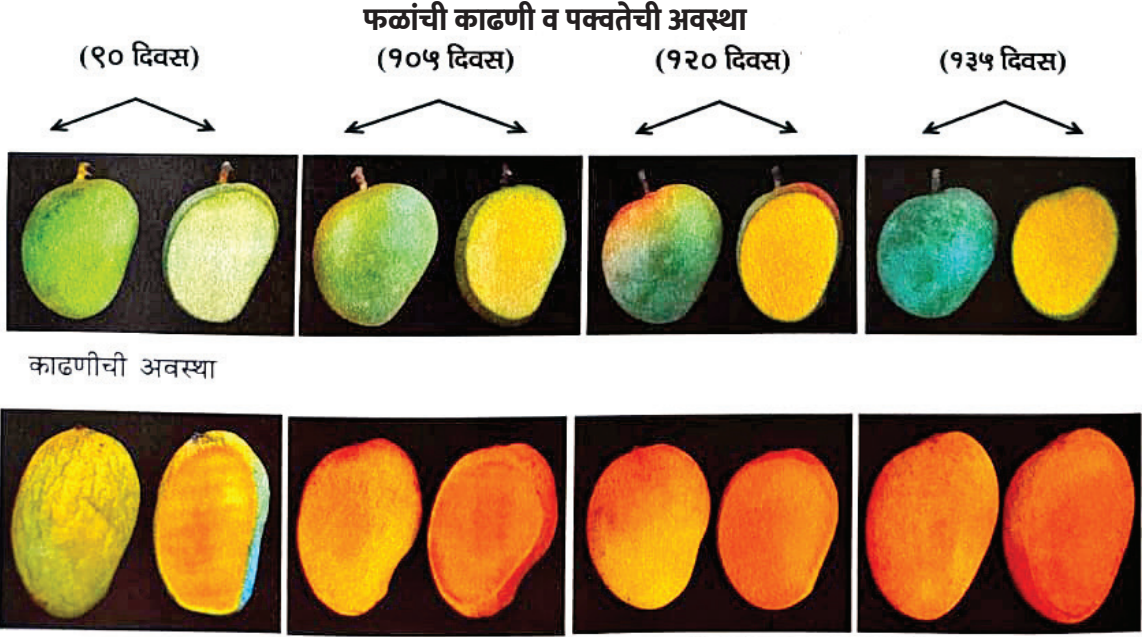 फळांची काढणी व पक्वतेची अवस्था
(९० दिवस) (१०५ दिवस) (१२० दिवस) (१३५ दिवस)
काढणीची अवस्था